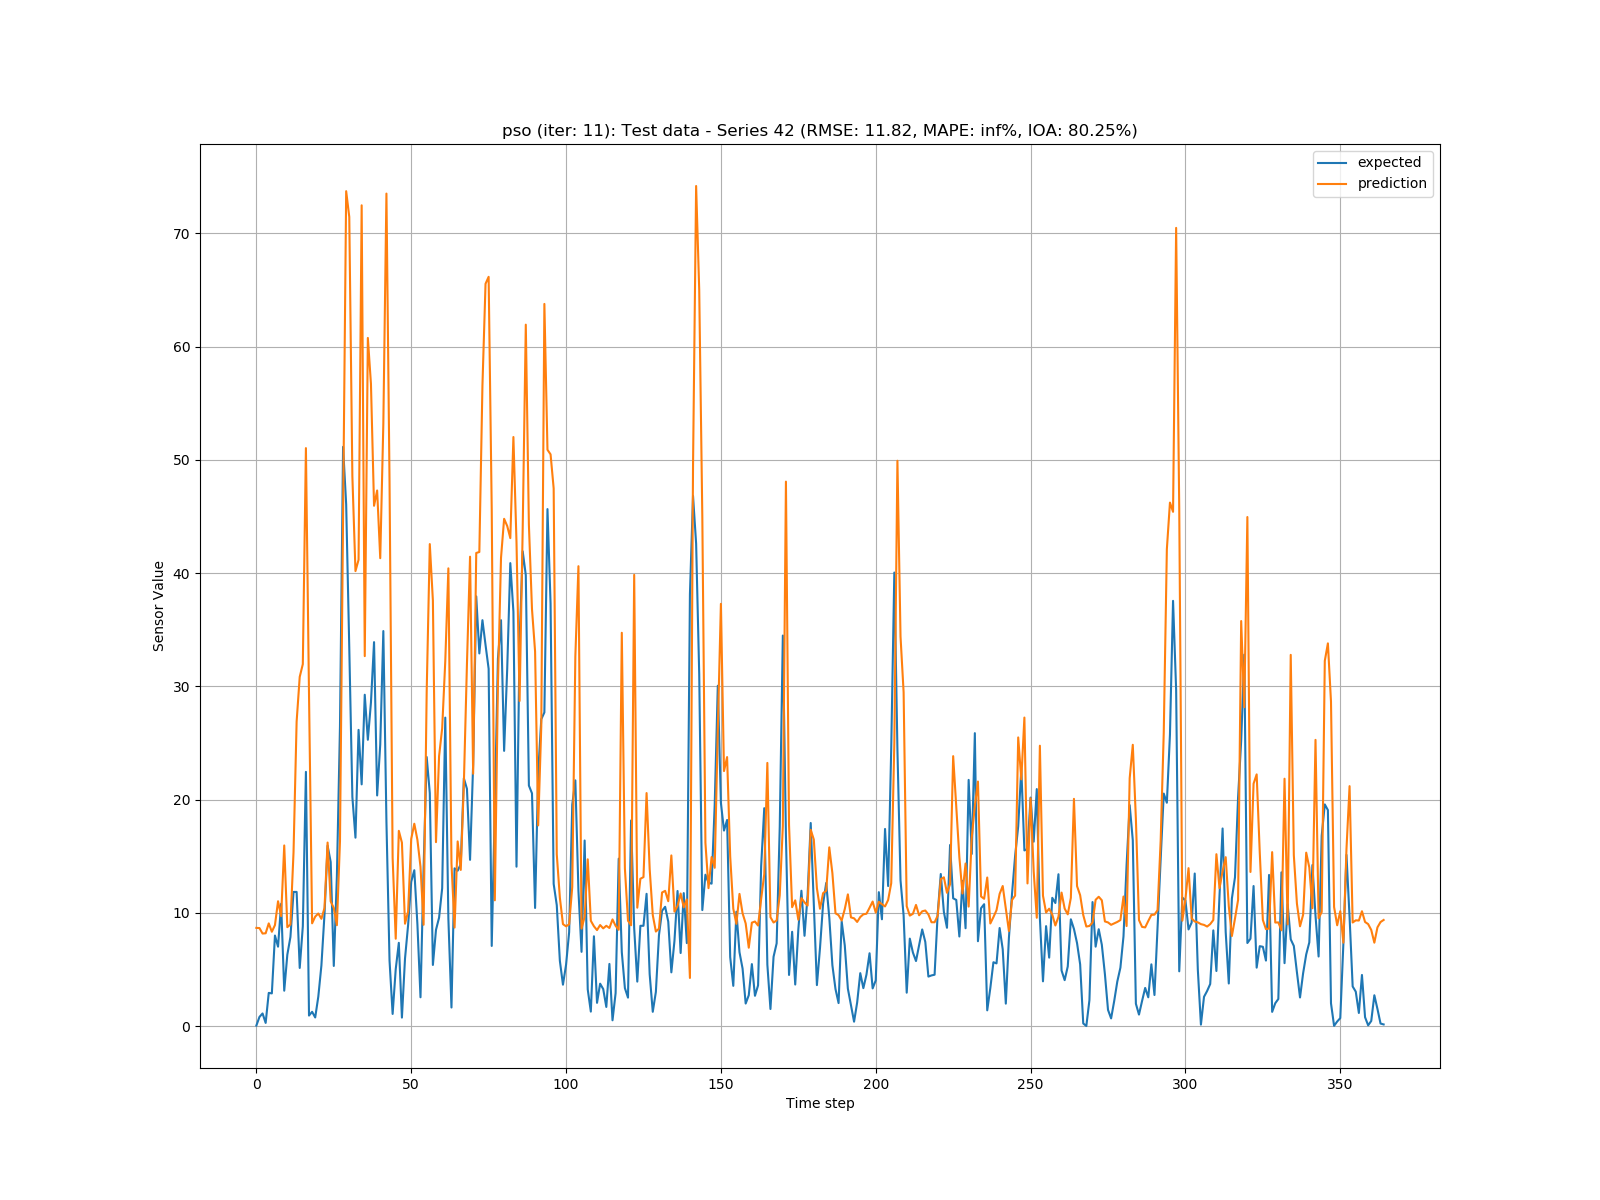 pso (iter: 11): Test data - Series 42 (RMSE: 11.82, MAPE: inf%, IOA: 80.25%)
expected
prediction
70
60
50
40
30
20
10
0
Sensor Value
0 50 100 150 200 250 300 350
Time step